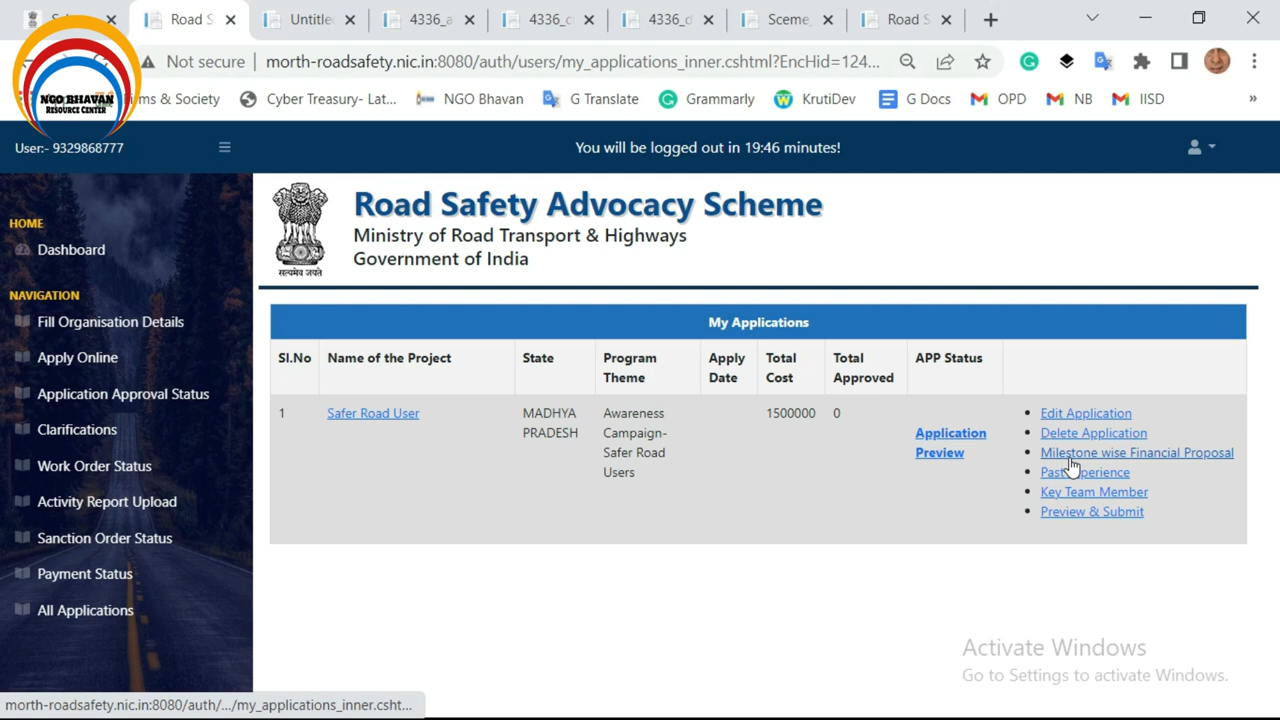 Road S
Untitle
4336_a
4336_c
4336_d
Sceme_
Road S
Not secure
morth-roadsafety.nic.in:8080/auth/users/my_applications_inner.cshtml?EncHid=124...
ms & Society
Cyber Treasury- Lat...
NGO Bhavan
G Translate
Grammarly
KrutiDev
G Docs
OPD
NB
IISD
»
NGO BHAVAN
RESOURCE CENTER
User:- 9329868777
You will be logged out in 19:46 minutes!
HOME
Dashboard
NAVIGATION
Fill Organisation Details
Apply Online
Application Approval Status
Clarifications
Work Order Status
Activity Report Upload
Sanction Order Status
Payment Status
All Applications
सत्यमेव जयते
Road Safety Advocacy Scheme
Ministry of Road Transport & Highways
Government of India
My Applications
Sl.No Name of the Project State Program Theme Apply Date Total Cost Total Approved APP Status
1 Safer Road User MADHYA PRADESH Awareness Campaign- Safer Road Users 1500000 0 Application Preview
Edit Application
Delete Application
Milestone wise Financial Proposal
Past Experience
Key Team Member
Preview & Submit
Activate Windows
Go to Settings to activate Windows.
morth-roadsafety.nic.in:8080/auth/.../my_applications_inner.csht...